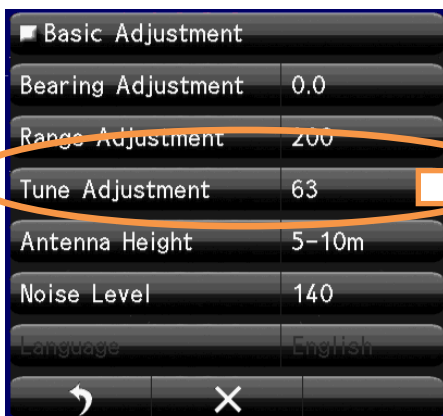 Basic Adjustment
Bearing Adjustment 0.0
Range Adjustment 200
Tune Adjustment 63
Antenna Height 5-10m
Noise Level 140
Language English